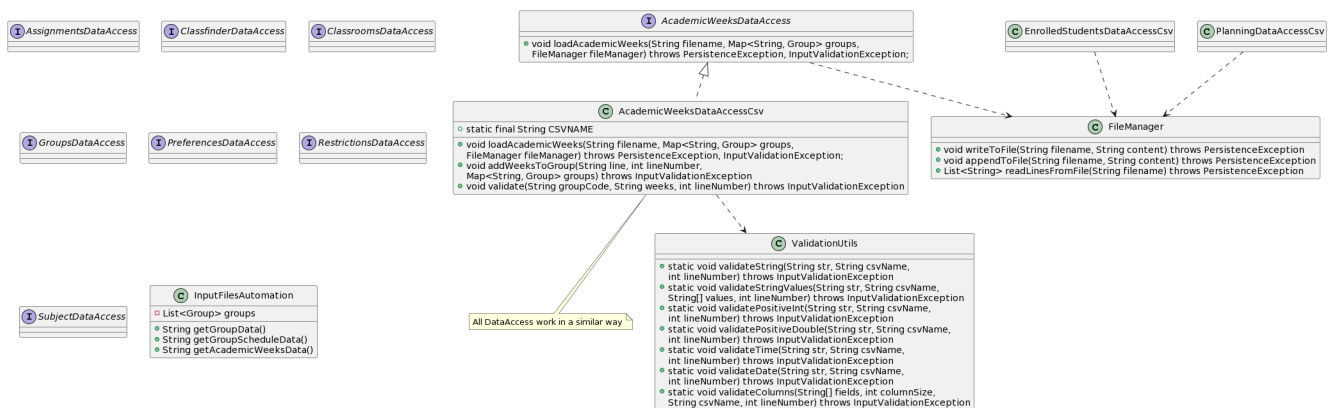 I AssignmentsDataAccess
I ClassfinderDataAccess
I ClassroomsDataAccess
I AcademicWeeksDataAccess
void loadAcademicWeeks(String filename, Map<String, Group> groups,
FileManager fileManager) throws PersistenceException, InputValidationException;
C EnrolledStudentsDataAccessCsv
C PlanningDataAccessCsv
I GroupsDataAccess
I PreferencesDataAccess
I RestrictionsDataAccess
C AcademicWeeksDataAccessCsv
static final String CSVNAME
void loadAcademicWeeks(String filename, Map<String, Group> groups,
FileManager fileManager) throws PersistenceException, InputValidationException;
void addWeeksToGroup(String line, int lineNumber,
Map<String, Group> groups) throws InputValidationException
void validate(String groupCode, String weeks, int lineNumber) throws InputValidationException
C FileManager
void writeToFile(String filename, String content) throws PersistenceException
void appendToFile(String filename, String content) throws PersistenceException
List<String> readLinesFromFile(String filename) throws PersistenceException
I SubjectDataAccess
C InputFilesAutomation
List<Group> groups
String getGroupData()
String getGroupScheduleData()
String getAcademicWeeksData()
All DataAccess work in a similar way
C ValidationUtils
static void validateString(String str, String csvName,
int lineNumber) throws InputValidationException
static void validateStringValues(String str, String csvName,
String[] values, int lineNumber) throws InputValidationException
static void validatePositiveInt(String str, String csvName,
int lineNumber) throws InputValidationException
static void validatePositiveDouble(String str, String csvName,
int lineNumber) throws InputValidationException
static void validateTime(String str, String csvName,
int lineNumber) throws InputValidationException
static void validateDate(String str, String csvName,
int lineNumber) throws InputValidationException
static void validateColumns(String[] fields, int columnSize,
String csvName, int lineNumber) throws InputValidationException